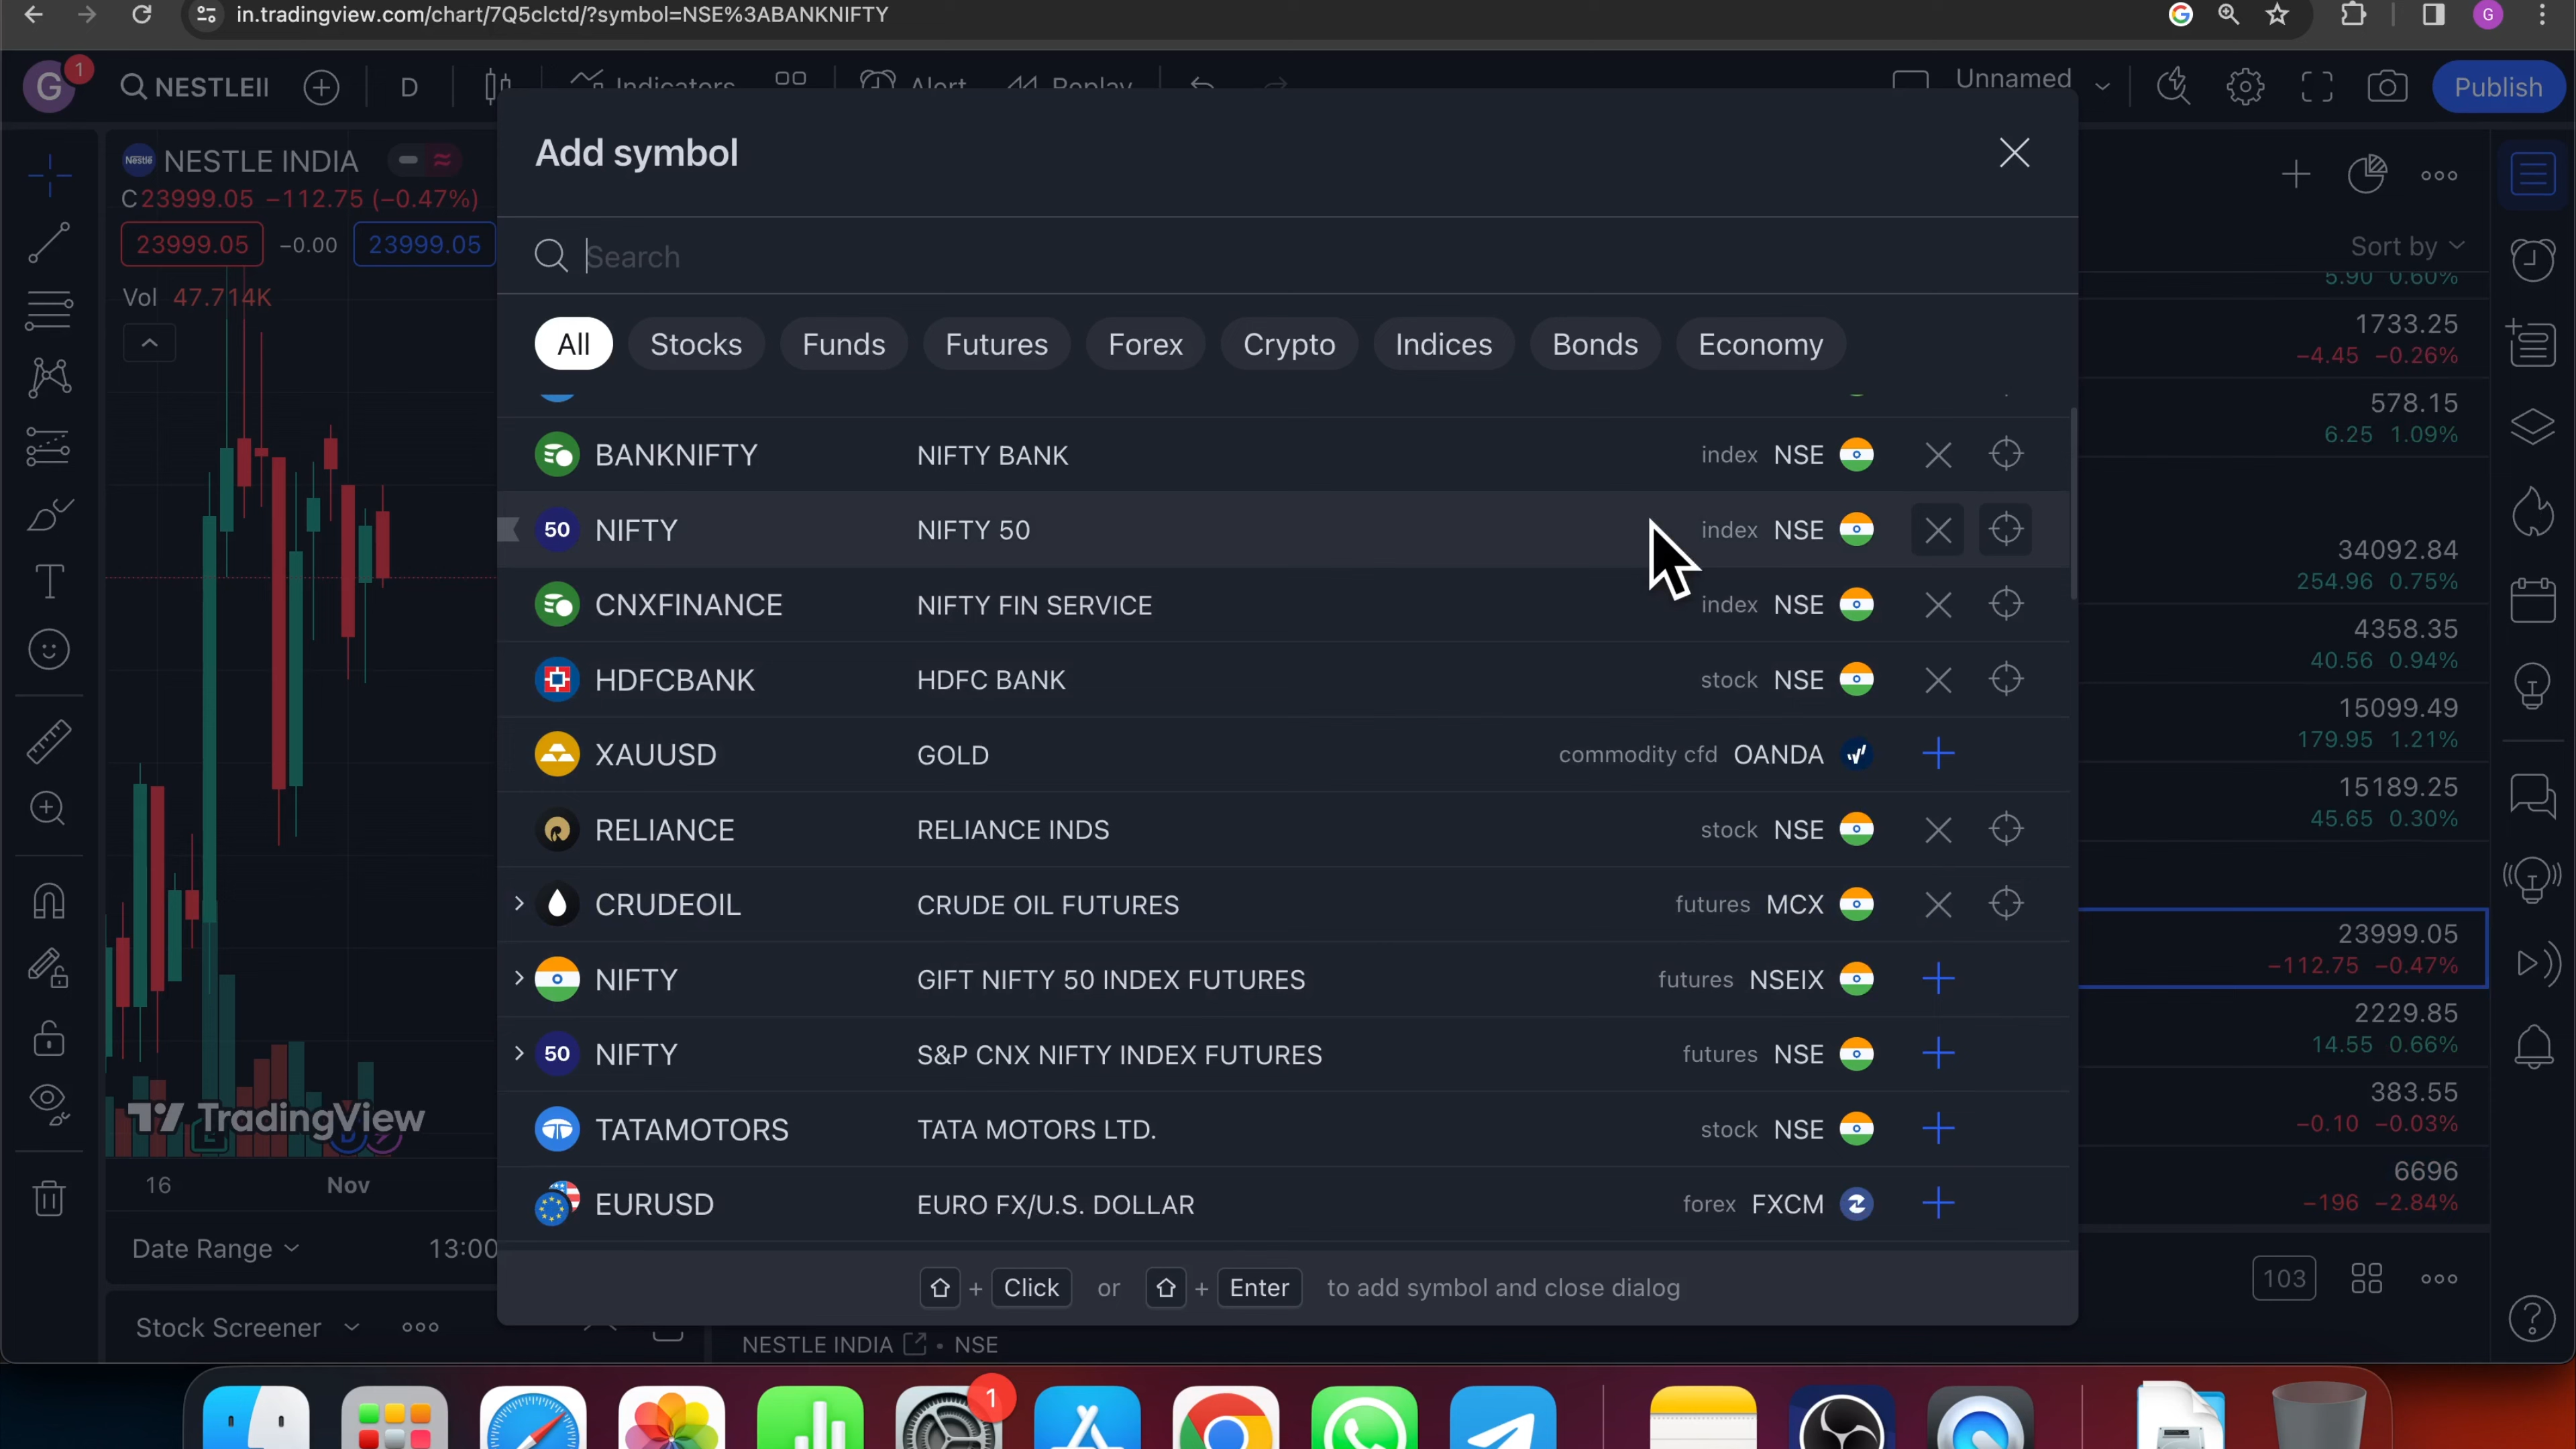 in.tradingview.com/chart/7Q5clctd/?symbol=NSE%3ABANKNIFTY
G
G
1
NESTLEII
D
Indicators
Alert
Replay
Unnamed
Publish
NESTLE INDIA
C23999.05 −112.75 (−0.47%)
23999.05 −0.00 23999.05
Vol 47.714K
Add symbol
Search
All Stocks Funds Futures Forex Crypto Indices Bonds Economy
BANKNIFTY NIFTY BANK index NSE
50 NIFTY NIFTY 50 index NSE
CNXFINANCE NIFTY FIN SERVICE index NSE
HDFCBANK HDFC BANK stock NSE
XAUUSD GOLD commodity cfd OANDA
RELIANCE RELIANCE INDS stock NSE
CRUDEOIL CRUDE OIL FUTURES futures MCX
NIFTY GIFT NIFTY 50 INDEX FUTURES futures NSEIX
50 NIFTY S&P CNX NIFTY INDEX FUTURES futures NSE
TATAMOTORS TATA MOTORS LTD. stock NSE
EURUSD EURO FX/U.S. DOLLAR forex FXCM
+ Click or + Enter to add symbol and close dialog
Sort by
5.90 0.60%
1733.25
−4.45 −0.26%
578.15
6.25 1.09%
34092.84
254.96 0.75%
4358.35
40.56 0.94%
15099.49
179.95 1.21%
15189.25
45.65 0.30%
23999.05
−112.75 −0.47%
2229.85
14.55 0.66%
383.55
−0.10 −0.03%
6696
−196 −2.84%
103
TradingView
16 Nov
Date Range 13:00
Stock Screener
NESTLE INDIA • NSE
1